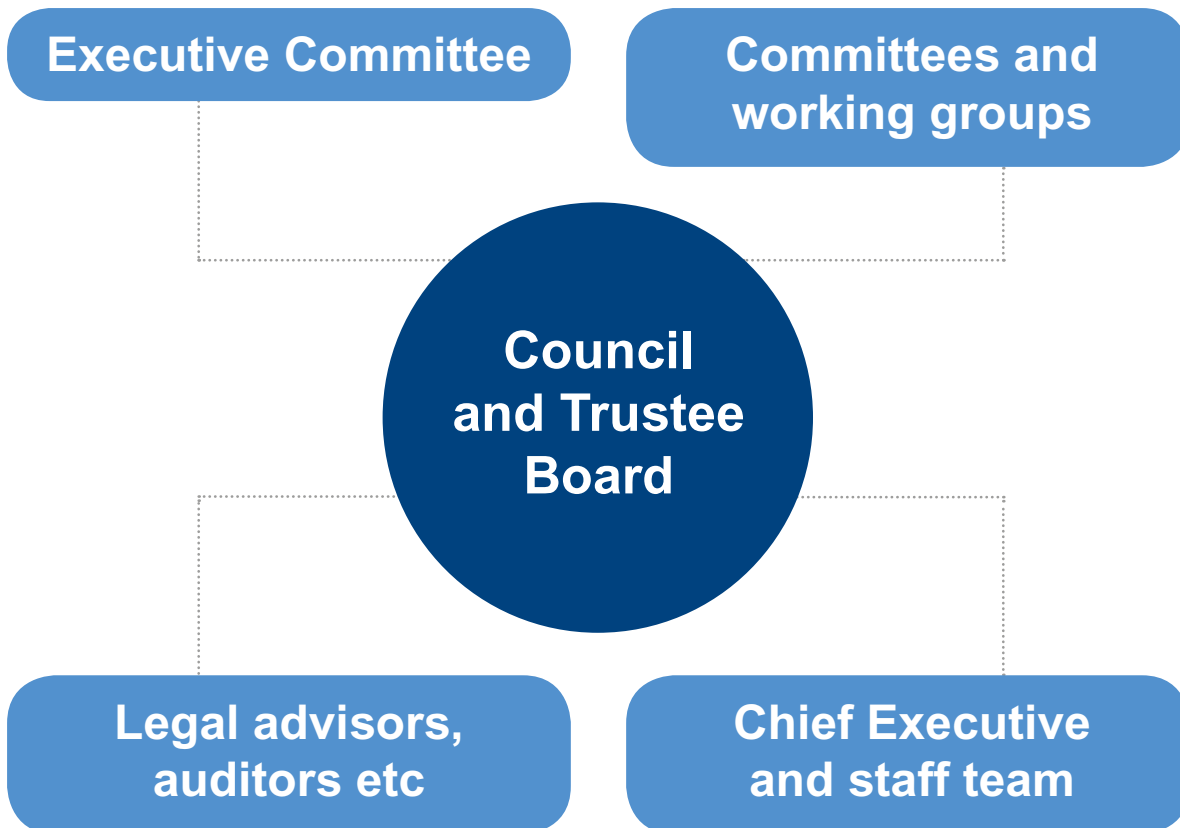 Executive Committee
Committees and
working groups
Council
and Trustee
Board
Legal advisors,
auditors etc
Chief Executive
and staff team